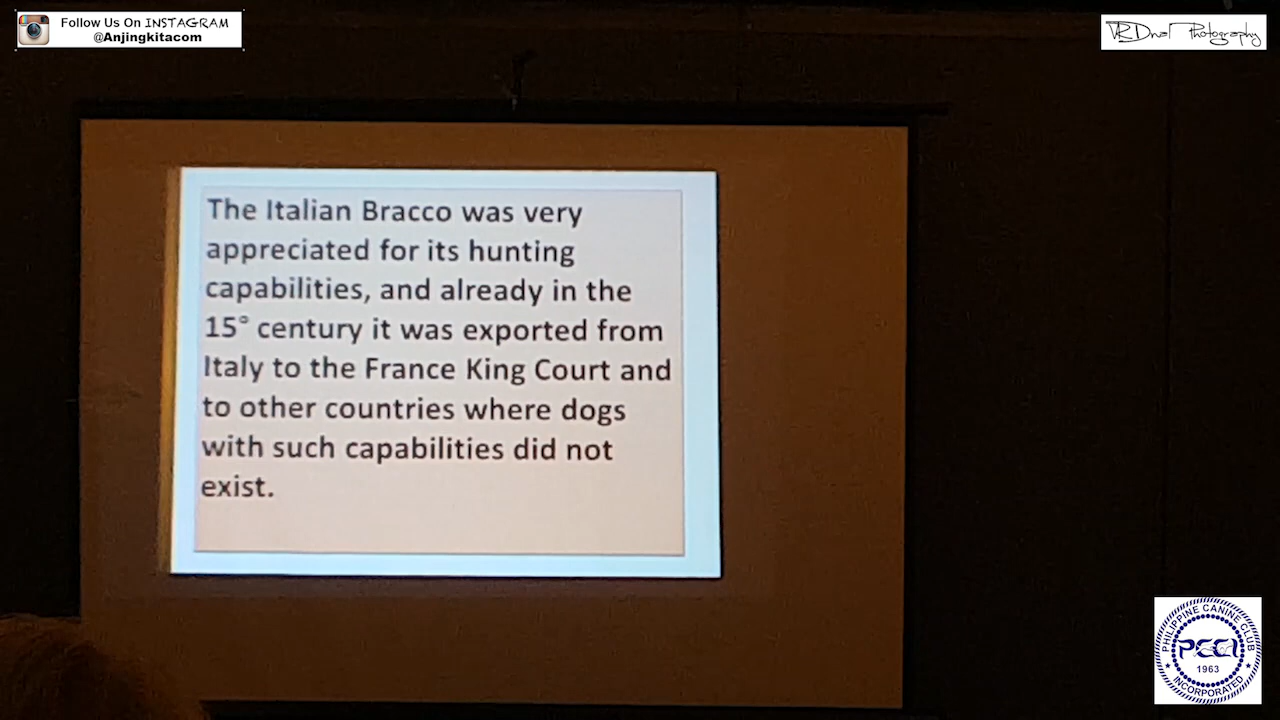 Follow Us On INSTAGRAM
@Anjingkitacom
VRDnal Photography
The Italian Bracco was very
appreciated for its hunting
capabilities, and already in the
15° century it was exported from
Italy to the France King Court and
to other countries where dogs
with such capabilities did not
exist.
PHILIPPINE CANINE CLUB
PCCI
1963
INCORPORATED